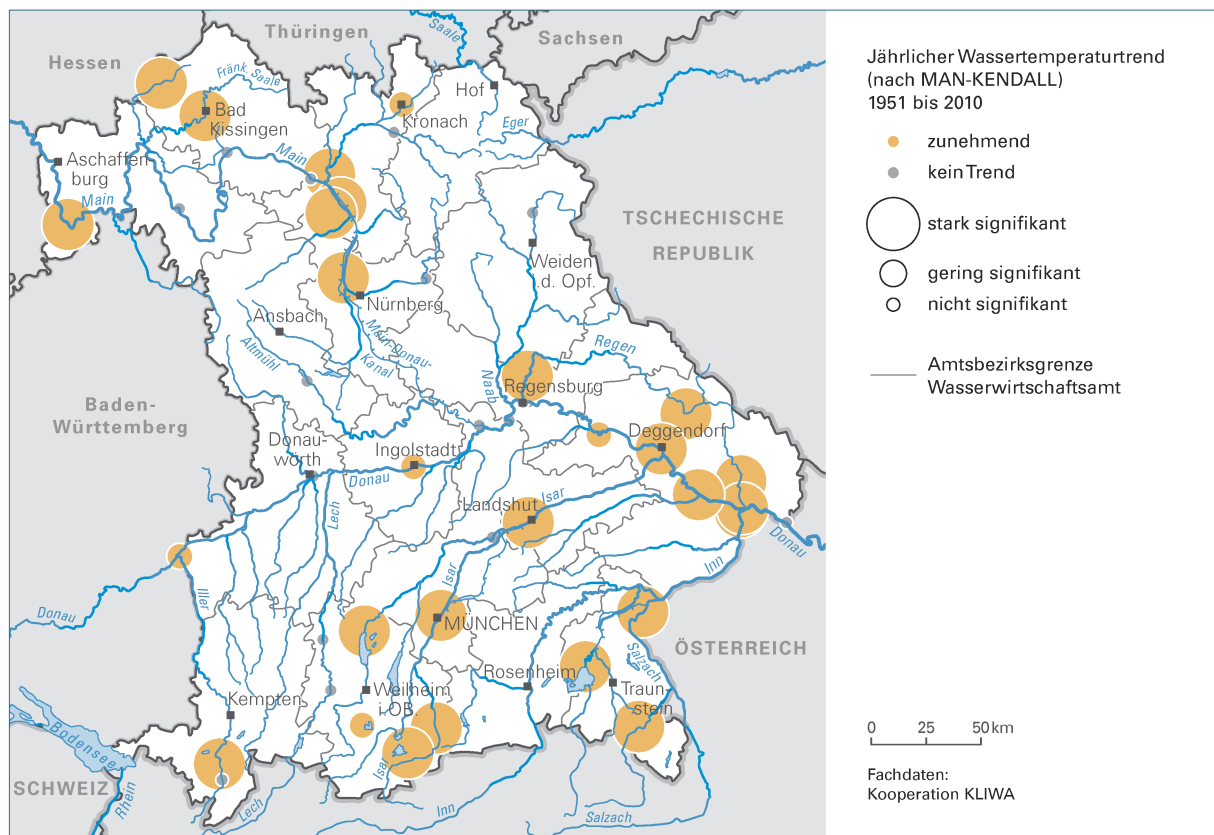 Thüringen
Sachsen
Hessen
Saale
Fränk. Saale
Hof
Bad
Kissingen
Kronach
Eger
Main
Aschaffen
burg
Main
TSCHECHISCHE
REPUBLIK
Weiden
i.d. Opf.
Nürnberg
Ansbach
Main-Donau-
Kanal
Altmühl
Regen
Naab
Regensburg
Baden-
Württemberg
Donau-
wörth
Ingolstadt
Deggendorf
Donau
Lech
Landshut
Isar
Donau
Inn
Isar
Iller
Donau
MÜNCHEN
ÖSTERREICH
Salzach
Rosenheim
Traun-
stein
Weilheim
i. OB.
Kempten
Bodensee
SCHWEIZ
Rhein
Lech
Isar
Inn
Salzach
Jährlicher Wassertemperaturtrend
(nach MAN-KENDALL)
1951 bis 2010
zunehmend
kein Trend
stark signifikant
gering signifikant
nicht signifikant
Amtsbezirksgrenze
Wasserwirtschaftsamt
0 25 50 km
Fachdaten:
Kooperation KLIWA